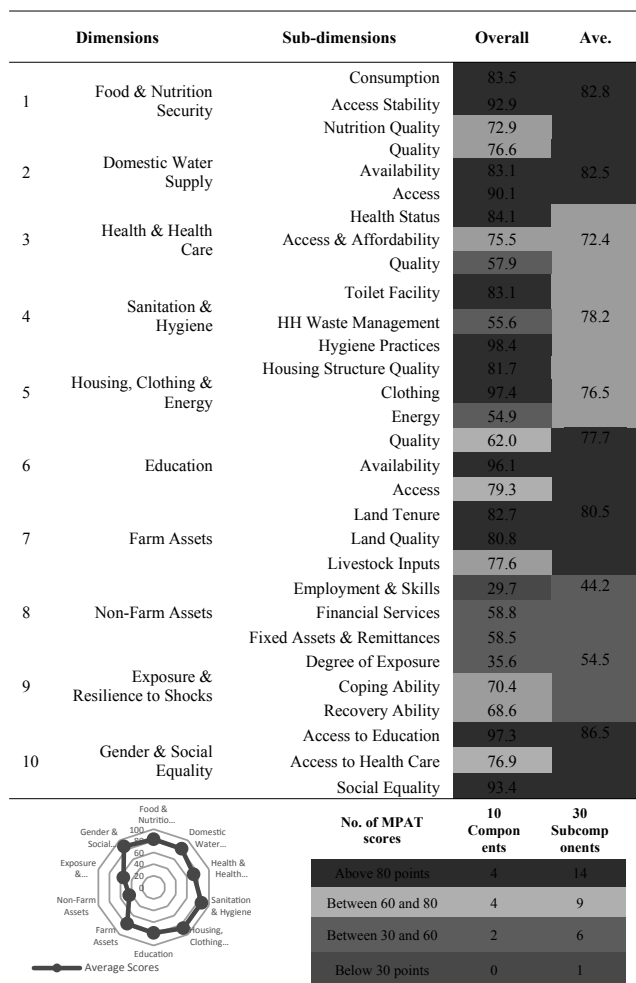 Dimensions Sub-dimensions Overall Ave.
Consumption 83.5
1 Food & Nutrition Security Access Stability 92.9 82.8
Nutrition Quality 72.9
Quality 76.6
2 Domestic Water Supply Availability 83.1 82.5
Access 90.1
Health Status 84.1
3 Health & Health Care Access & Affordability 75.5 72.4
Quality 57.9
Toilet Facility 83.1
4 Sanitation & Hygiene HH Waste Management 55.6 78.2
Hygiene Practices 98.4
Housing Structure Quality 81.7
5 Housing, Clothing & Energy Clothing 97.4 76.5
Energy 54.9
Quality 62.0 77.7
6 Education Availability 96.1
Access 79.3
Land Tenure 82.7 80.5
7 Farm Assets Land Quality 80.8
Livestock Inputs 77.6
Employment & Skills 29.7 44.2
8 Non-Farm Assets Financial Services 58.8
Fixed Assets & Remittances 58.5
Degree of Exposure 35.6 54.5
9 Exposure & Resilience to Shocks Coping Ability 70.4
Recovery Ability 68.6
Access to Education 97.3 86.5
10 Gender & Social Equality Access to Health Care 76.9
Social Equality 93.4
Food &
Nutritio...
Domestic
Water...
Health &
Health...
Sanitation
& Hygiene
Housing,
Clothing...
Education
Farm
Assets
Non-Farm
Assets
Exposure
&...
Gender &
Social...
100
80
60
40
20
0
Average Scores
No. of MPAT scores 10 Compon ents 30 Subcomp onents
Above 80 points 4 14
Between 60 and 80 4 9
Between 30 and 60 2 6
Below 30 points 0 1